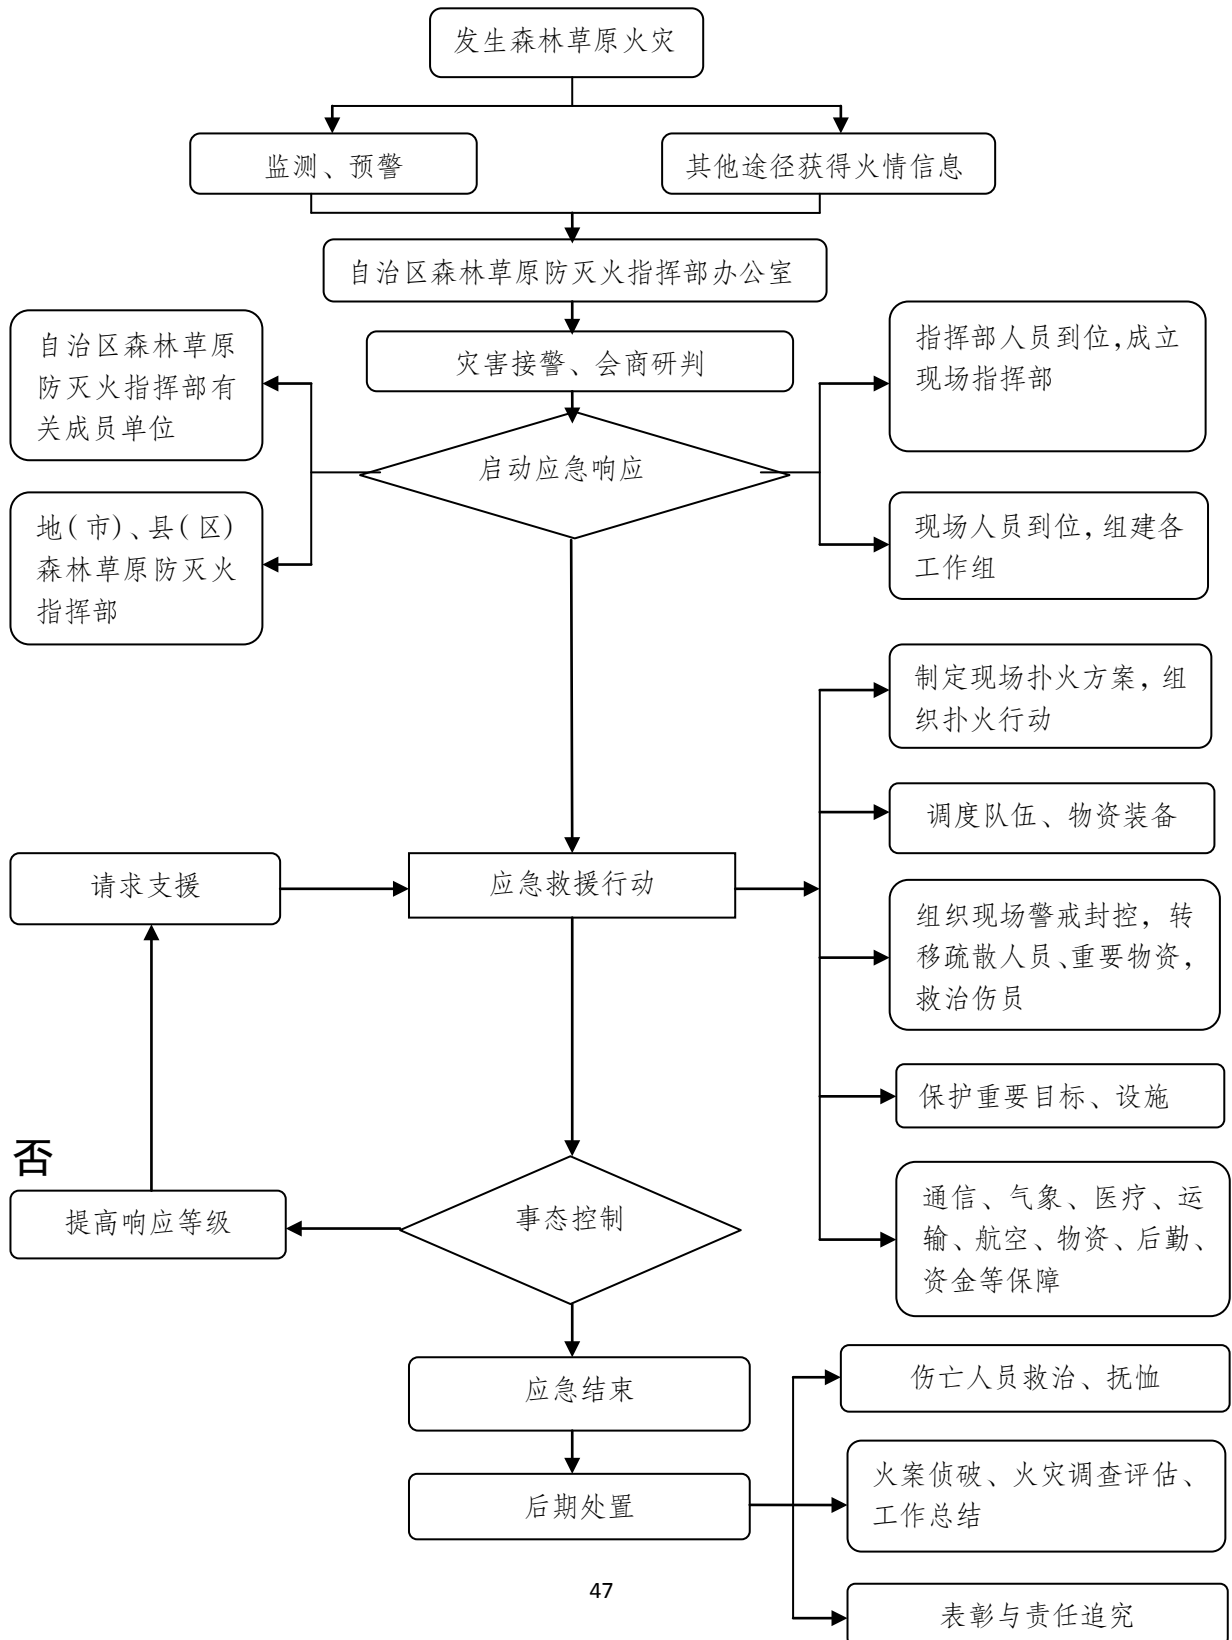 发生森林草原火灾
监测、预警
其他途径获得火情信息
自治区森林草原防灭火指挥部办公室
灾害接警、会商研判
自治区森林草原
防灭火指挥部有
关成员单位
启动应急响应
指挥部人员到位,成立
现场指挥部
地(市)、县(区)
森林草原防灭火
指挥部
现场人员到位,组建各
工作组
制定现场扑火方案,组
织扑火行动
调度队伍、物资装备
请求支援
应急救援行动
组织现场警戒封控,转
移疏散人员、重要物资,
救治伤员
保护重要目标、设施
否
提高响应等级
事态控制
通信、气象、医疗、运
输、航空、物资、后勤、
资金等保障
应急结束
伤亡人员救治、抚恤
后期处置
火案侦破、火灾调查评估、
工作总结
表彰与责任追究
47